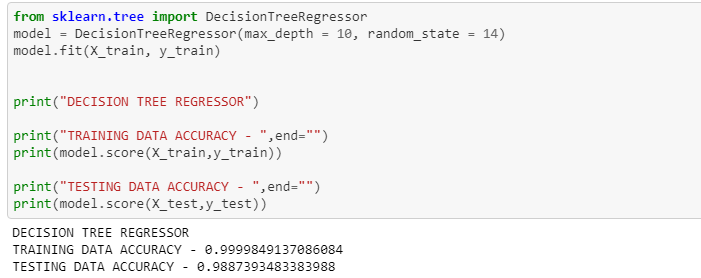 from sklearn.tree import DecisionTreeRegressor
model = DecisionTreeRegressor(max_depth = 10, random_state = 14)
model.fit(X_train, y_train)
print("DECISION TREE REGRESSOR")
print("TRAINING DATA ACCURACY - ",end="")
print(model.score(X_train,y_train))
print("TESTING DATA ACCURACY - ",end="")
print(model.score(X_test,y_test))
DECISION TREE REGRESSOR
TRAINING DATA ACCURACY - 0.9999849137086084
TESTING DATA ACCURACY - 0.9887393483383988